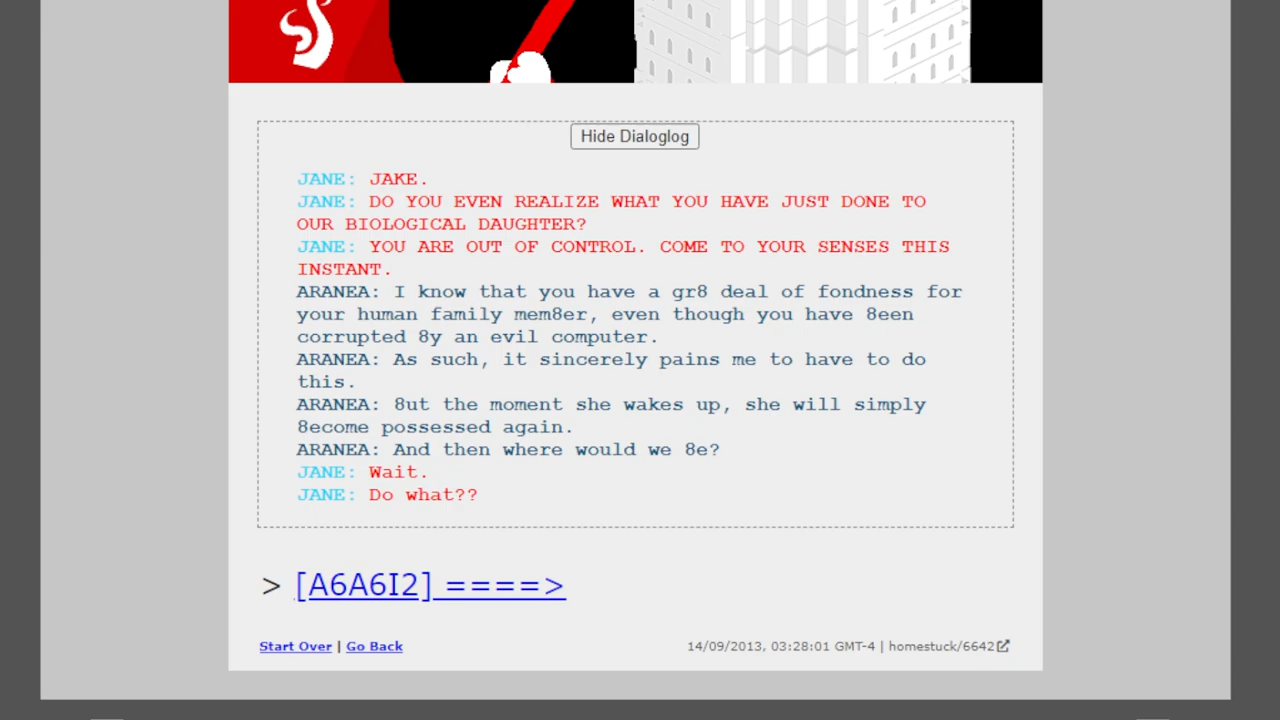 Hide Dialoglog
JANE: JAKE.
JANE: DO YOU EVEN REALIZE WHAT YOU HAVE JUST DONE TO
OUR BIOLOGICAL DAUGHTER?
JANE: YOU ARE OUT OF CONTROL. COME TO YOUR SENSES THIS
INSTANT.
ARANEA: I know that you have a gr8 deal of fondness for
your human family mem8er, even though you have 8een
corrupted 8y an evil computer.
ARANEA: As such, it sincerely pains me to have to do
this.
ARANEA: 8ut the moment she wakes up, she will simply
8ecome possessed again.
ARANEA: And then where would we 8e?
JANE: Wait.
JANE: Do what??
> [A6A6I2] ====>
Start Over | Go Back
14/09/2013, 03:28:01 GMT-4 | homestuck/6642